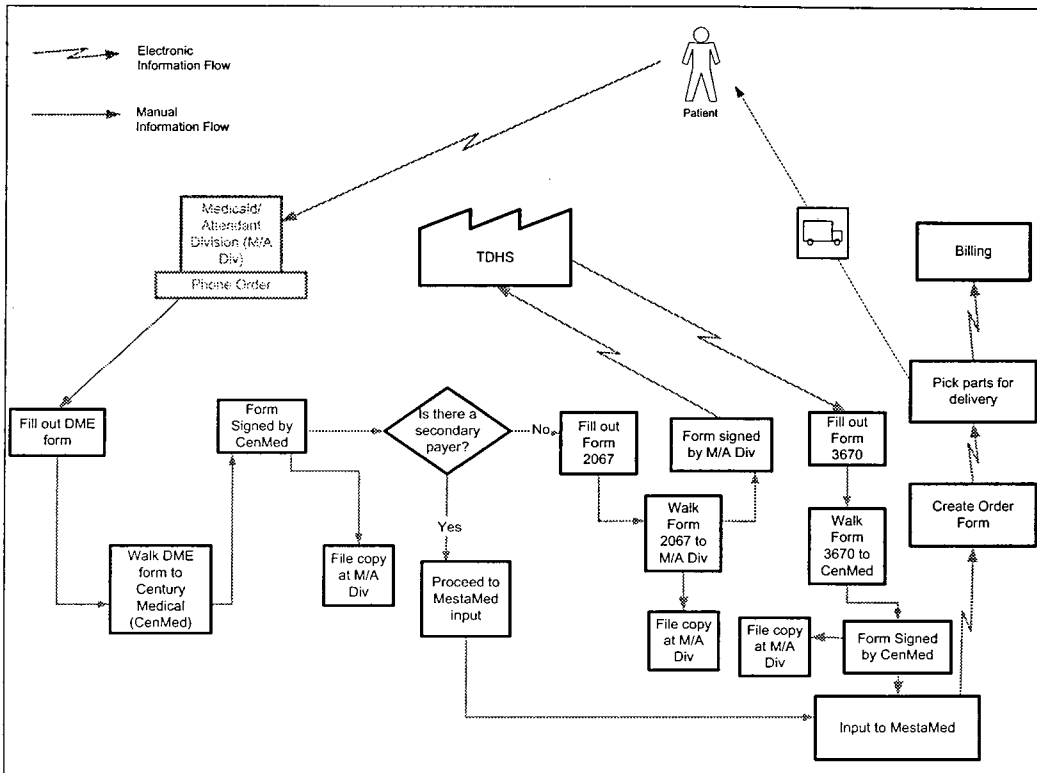 Electronic
Information Flow
Manual
Information Flow
Patient
Medicaid/
Attendant
Division (M/A
Div)
Phone Order
TDHS
Billing
Pick parts for
delivery
Fill out DME
form
Form
Signed by
CenMed
Is there a
secondary
payer?
No
Fill out
Form
2067
Form signed
by M/A Div
Fill out
Form
3670
Create Order
Form
Yes
Walk DME
form to
Century
Medical
(CenMed)
File copy
at M/A
Div
Proceed to
MestaMed
input
Walk
Form
2067 to
M/A Div
Walk
Form
3670 to
CenMed
File copy
at M/A
Div
File copy
at M/A
Div
Form Signed
by CenMed
Input to MestaMed